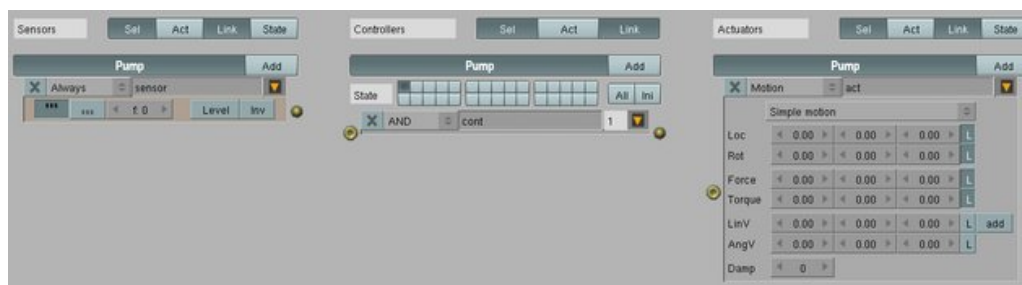 Sensors Sel Act Link State Controllers Sel Act Link Actuators Sel Act Link State
Pump Add Pump Add Pump Add
X Always sensor State All Ini X Motion act
f: 0 Level Inv X AND cont 1 Simple motion
Loc 0.00 0.00 0.00 L
Rot 0.00 0.00 0.00 L
Force 0.00 0.00 0.00 L
Torque 0.00 0.00 0.00 L
LinV 0.00 0.00 0.00 L add
AngV 0.00 0.00 0.00 L
Damp 0